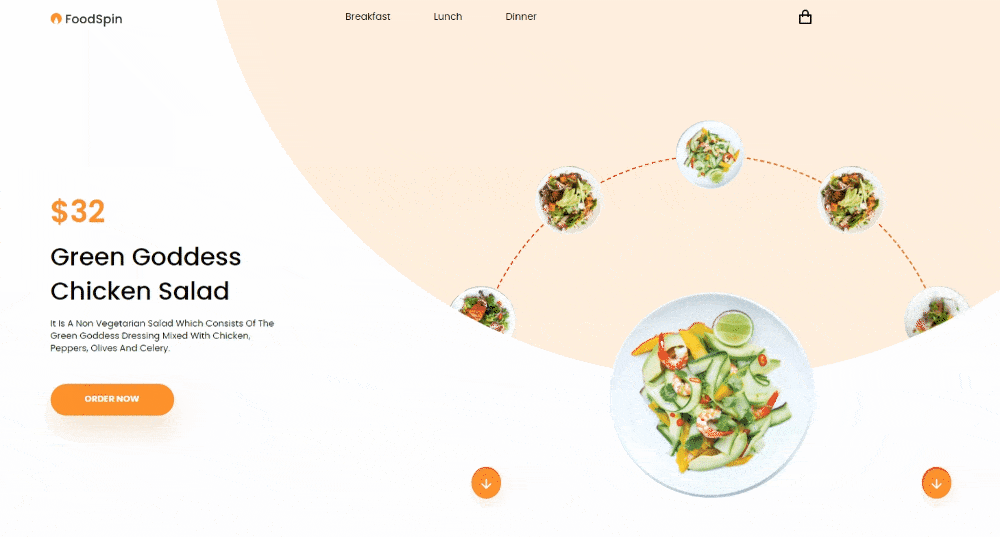 FoodSpin
Breakfast
Lunch
Dinner
$32
Green Goddess
Chicken Salad
It Is A Non Vegetarian Salad Which Consists Of The
Green Goddess Dressing Mixed With Chicken,
Peppers, Olives And Celery.
ORDER NOW